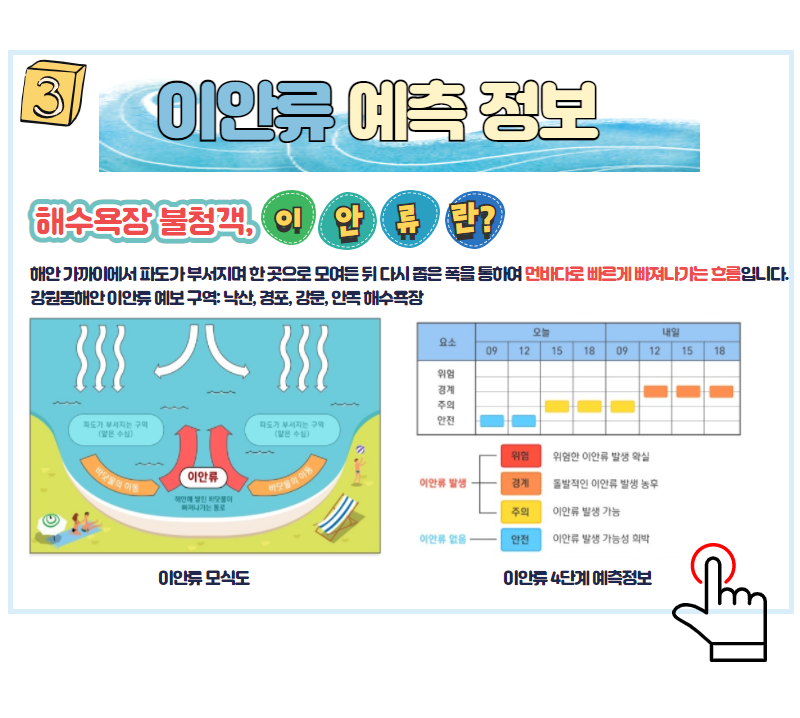 3
이안류 예측 정보
해수욕장 불청객, 이 안 류 란?
해안 가까이에서 파도가 부서지며 한 곳으로 모여든 뒤 다시 좁은 폭을 통하여 먼바다로 빠르게 빠져나가는 흐름입니다.
강원동해안 이안류 예보 구역: 낙산, 경포, 강문, 안목 해수욕장
파도가 부서지는 구역
(얕은 수심)
파도가 부서지는 구역
(얕은 수심)
바닷물의 이동
이안류
바닷물의 이동
해안에 밀린 바닷물이
빠져나가는 통로
이안류 모식도
요소 오늘 내일
09 12 15 18 09 12 15 18
위험
경계
주의
안전
이안류 발생
위험 위험한 이안류 발생 확실
경계 돌발적인 이안류 발생 농후
주의 이안류 발생 가능
이안류 없음 안전 이안류 발생 가능성 희박
이안류 4단계 예측정보